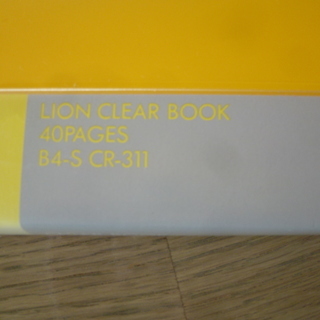 LION CLEAR BOOK
40PAGES
B4-S CR-311